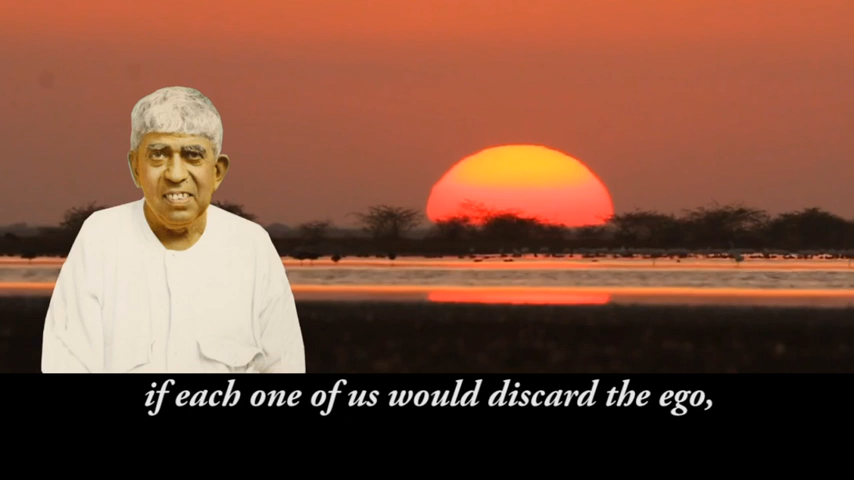 if each one of us would discard the ego,